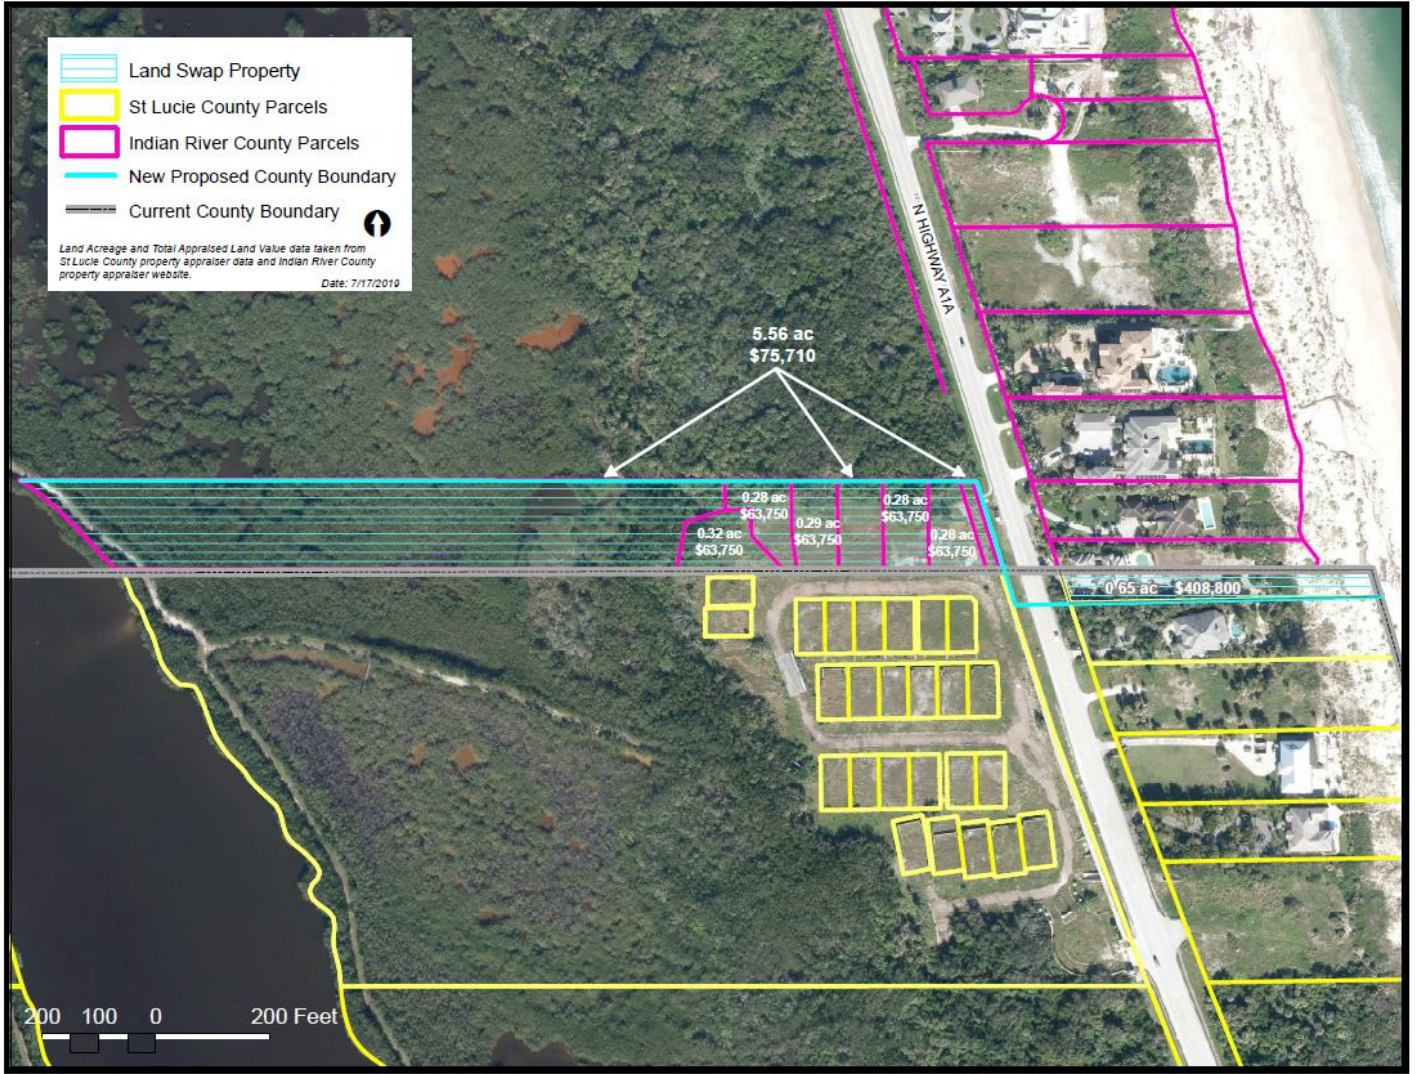 Land Swap Property
St Lucie County Parcels
Indian River County Parcels
New Proposed County Boundary
Current County Boundary
Land Acreage and Total Appraised Land Value data taken from
St Lucie County property appraiser data and Indian River County
property appraiser website.
Date: 7/17/2019
N HIGHWAY A1A
5.56 ac
$75,710
0.28 ac
$63,750
0.28 ac
$63,750
0.29 ac
$63,750
0.32 ac
$63,750
0.28 ac
$63,750
0.65 ac $408,800
200 100 0 200 Feet